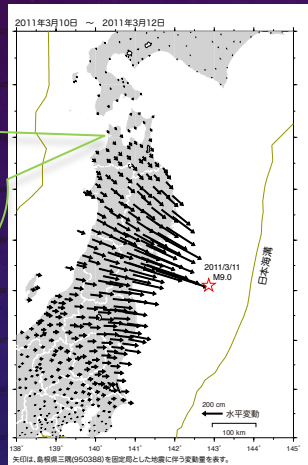 2011年3月10日 ～ 2011年3月12日
2011/3/11
M9.0
日本海溝
200 cm
水平変動
100 km
138° 139° 140° 141° 142° 143° 144° 145°
矢印は、島根県三隅(950388)を固定局とした地震に伴う変動量を表す。